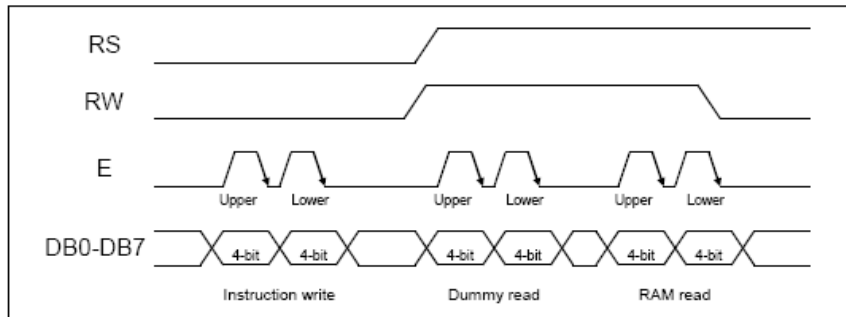 RS
RW
E
Upper Lower Upper Lower Upper Lower
DB0-DB7 4-bit 4-bit 4-bit 4-bit 4-bit 4-bit
Instruction write Dummy read RAM read